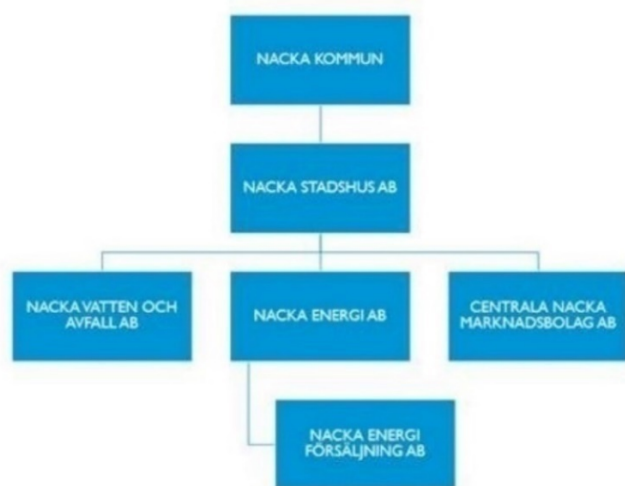 NACKA KOMMUN
NACKA STADSHUS AB
NACKA VATTEN OCH
AVFALL AB
NACKA ENERGI AB
CENTRALA NACKA
MARKNADSBOLAG AB
NACKA ENERGI
FÖRSÄLJNING AB